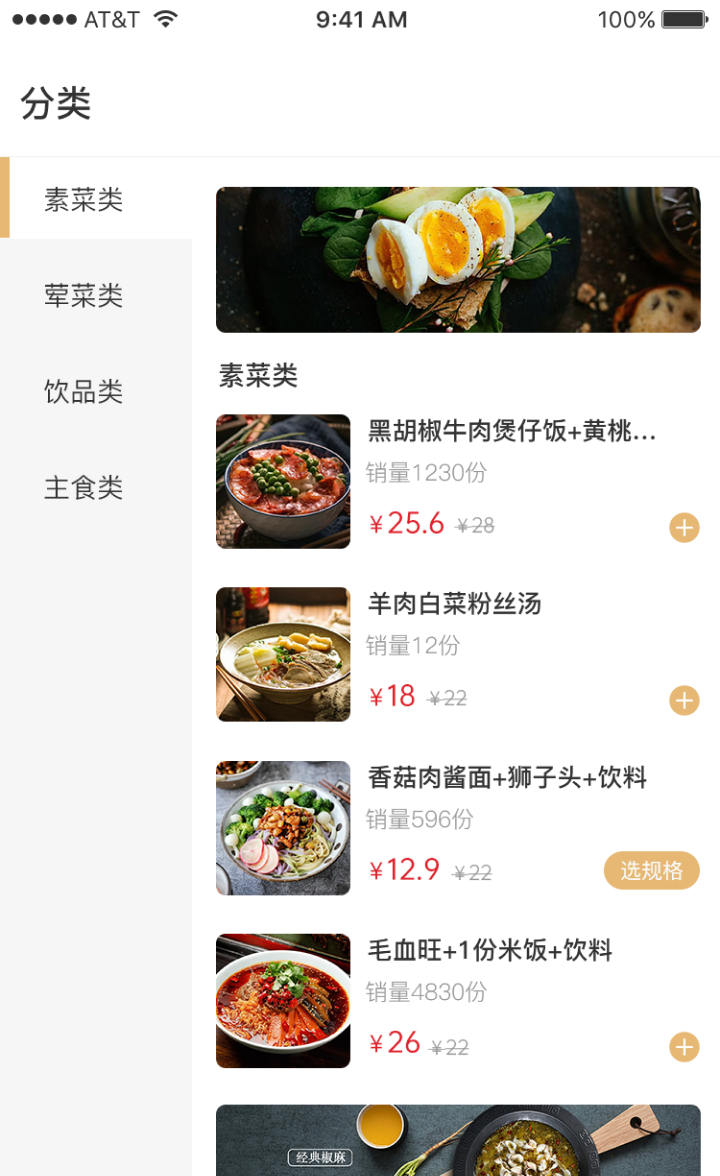 AT&T 9:41 AM 100%
分类
素菜类
荤菜类
饮品类
主食类
素菜类
黑胡椒牛肉煲仔饭+黄桃...
销量1230份
¥25.6 ¥28
羊肉白菜粉丝汤
销量12份
¥18 ¥22
香菇肉酱面+狮子头+饮料
销量596份
¥12.9 ¥22 选规格
毛血旺+1份米饭+饮料
销量4830份
¥26 ¥22
经典椒麻